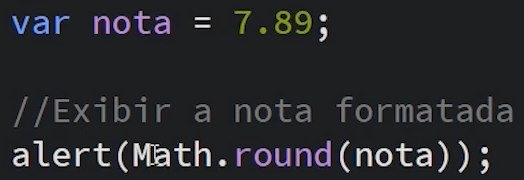 var nota = 7.89;
//Exibir a nota formatada
alert(Math.round(nota));